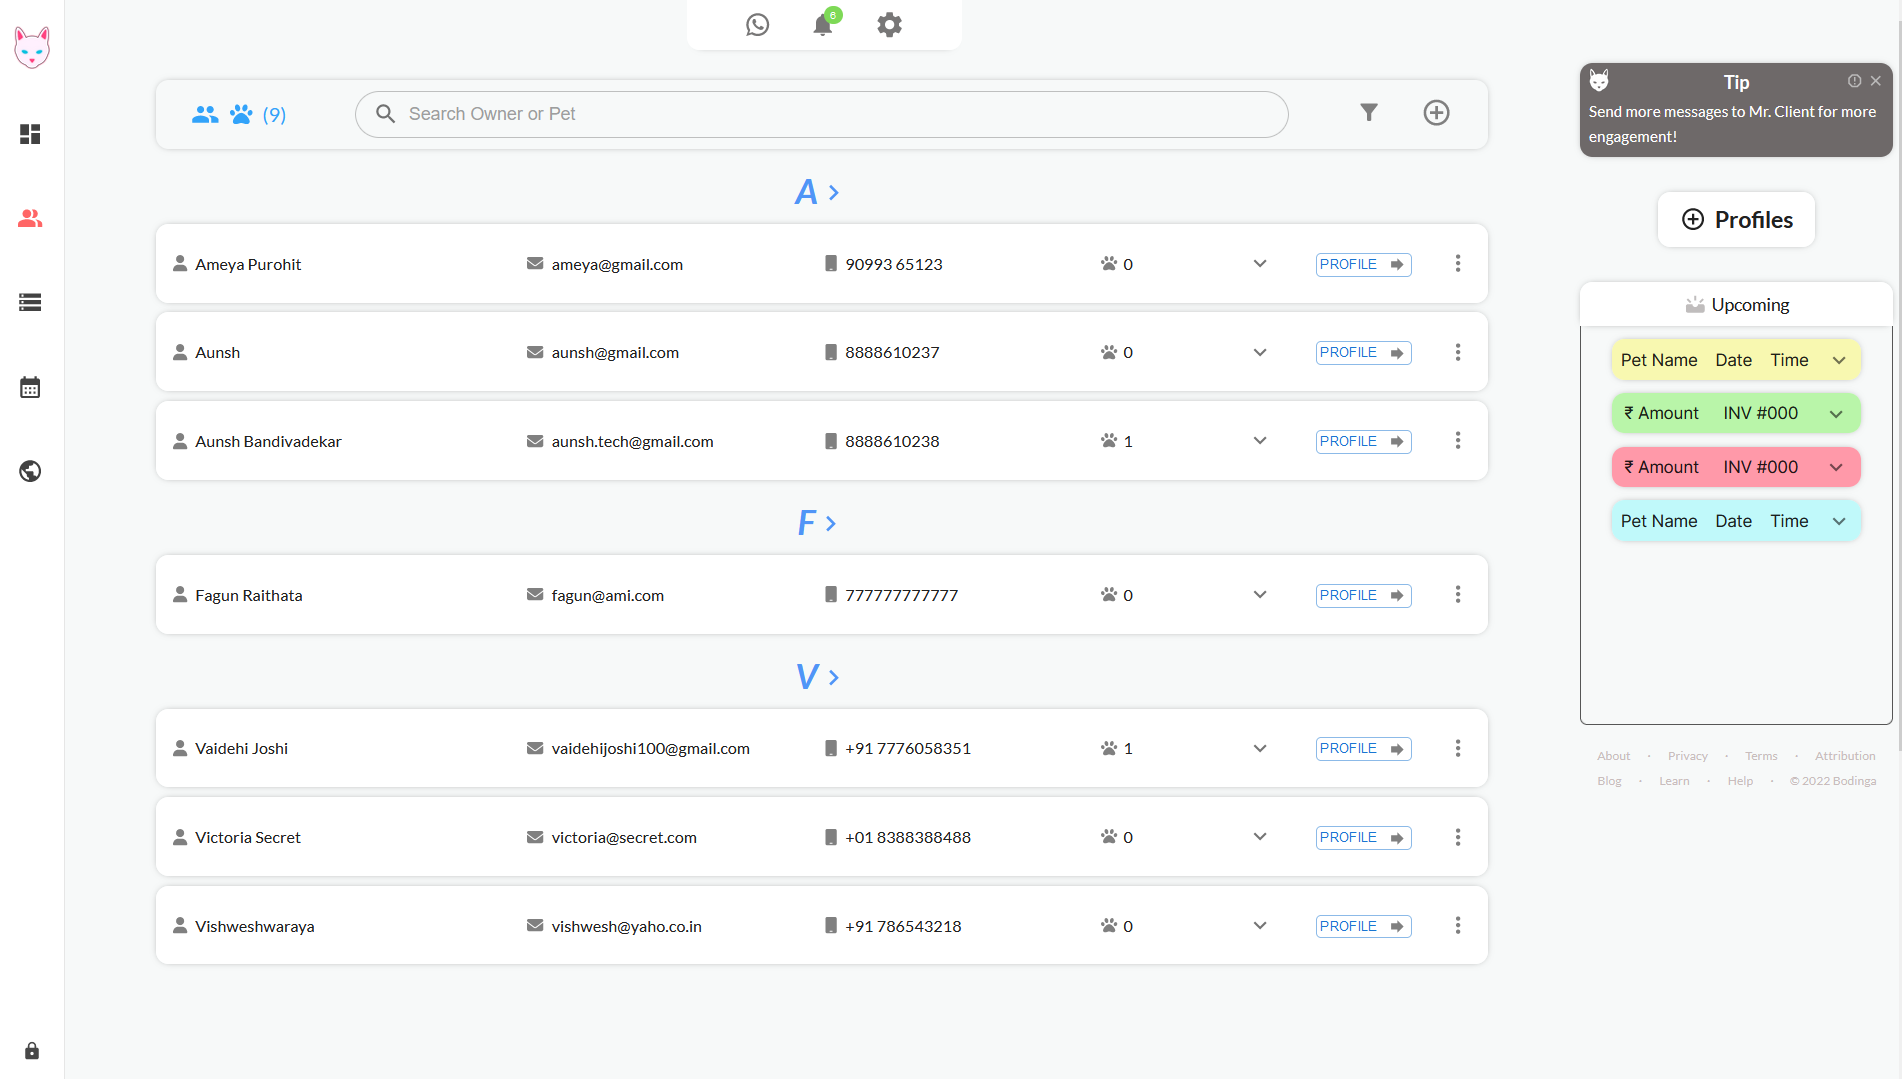 6
(9)
Search Owner or Pet
A
Ameya Purohit ameya@gmail.com 90993 65123 0 PROFILE
Aunsh aunsh@gmail.com 8888610237 0 PROFILE
Aunsh Bandivadekar aunsh.tech@gmail.com 8888610238 1 PROFILE
F
Fagun Raithata fagun@ami.com 777777777777 0 PROFILE
V
Vaidehi Joshi vaidehijoshi100@gmail.com +91 7776058351 1 PROFILE
Victoria Secret victoria@secret.com +01 8388388488 0 PROFILE
Vishweshwaraya vishwesh@yaho.co.in +91 786543218 0 PROFILE
Tip
Send more messages to Mr. Client for more
engagement!
Profiles
Upcoming
Pet Name Date Time
₹ Amount INV #000
₹ Amount INV #000
Pet Name Date Time
About · Privacy · Terms · Attribution
Blog · Learn · Help · © 2022 Bodinga